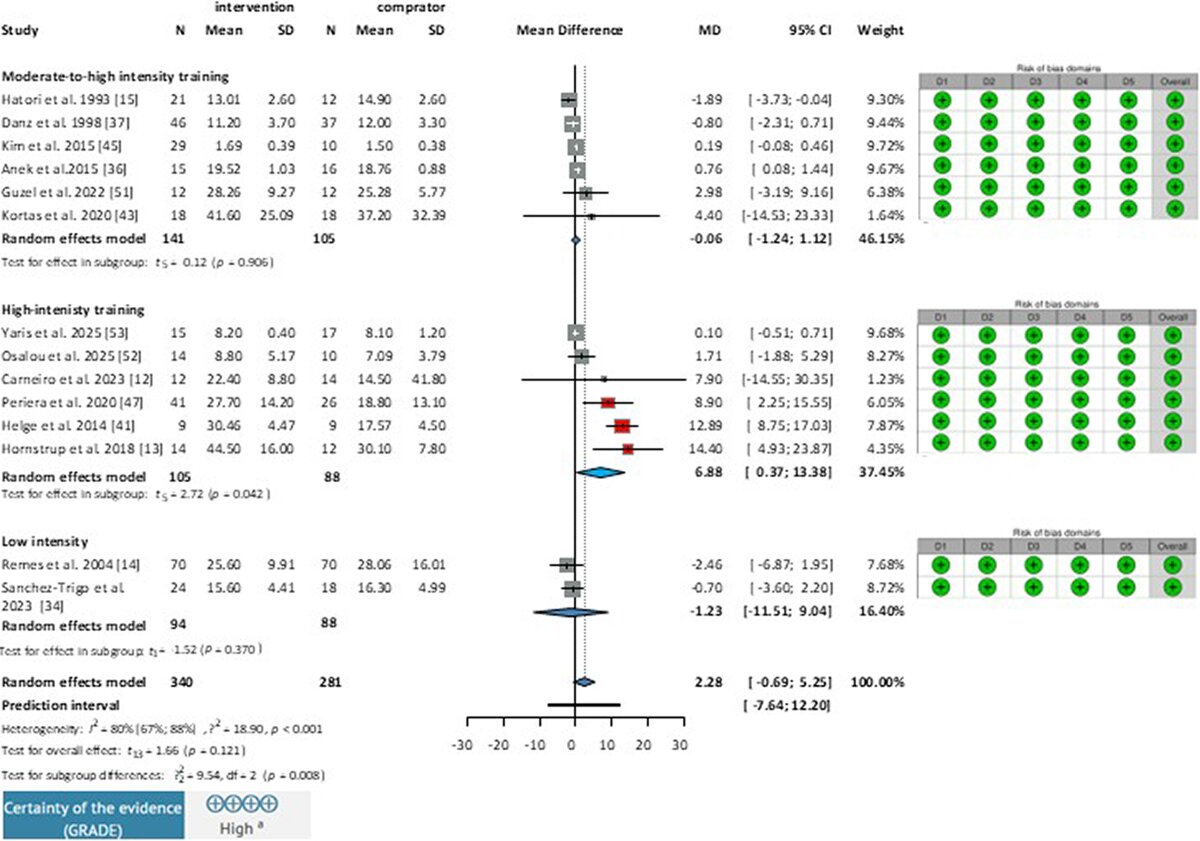 intervention comprator
Study N Mean SD N Mean SD Mean Difference MD 95% CI Weight
Moderate-to-high intensity training
Risk of bias domains
D1 D2 D3 D4 D5 Overall
Hatori et al. 1993 [15] 21 13.01 2.60 12 14.90 2.60 -1.89 [ -3.73; -0.04] 9.30%
Danz et al. 1998 [37] 46 11.20 3.70 37 12.00 3.30 -0.80 [ -2.31; 0.71] 9.44%
Kim et al. 2015 [45] 29 1.69 0.39 10 1.50 0.38 0.19 [ -0.08; 0.46] 9.72%
Anek et al.2015 [36] 15 19.52 1.03 16 18.76 0.88 0.76 [ 0.08; 1.44] 9.67%
Guzel et al. 2022 [51] 12 28.26 9.27 12 25.28 5.77 2.98 [ -3.19; 9.16] 6.38%
Kortas et al. 2020 [43] 18 41.60 25.09 18 37.20 32.39 4.40 [-14.53; 23.33] 1.64%
Random effects model 141 105 -0.06 [ -1.24; 1.12] 46.15%
Test for effect in subgroup: t5 = 0.12 (p = 0.906)
High-intenisty training
Risk of bias domains
D1 D2 D3 D4 D5 Overall
Yaris et al. 2025 [53] 15 8.20 0.40 17 8.10 1.20 0.10 [ -0.51; 0.71] 9.68%
Osalou et al. 2025 [52] 14 8.80 5.17 10 7.09 3.79 1.71 [ -1.88; 5.29] 8.27%
Carneiro et al. 2023 [12] 12 22.40 8.80 14 14.50 41.80 7.90 [-14.55; 30.35] 1.23%
Periera et al. 2020 [47] 41 27.70 14.20 26 18.80 13.10 8.90 [ 2.25; 15.55] 6.05%
Helge et al. 2014 [41] 9 30.46 4.47 9 17.57 4.50 12.89 [ 8.75; 17.03] 7.87%
Hornstrup et al. 2018 [13] 14 44.50 16.00 12 30.10 7.80 14.40 [ 4.93; 23.87] 4.35%
Random effects model 105 88 6.88 [ 0.37; 13.38] 37.45%
Test for effect in subgroup: t5 = 2.72 (p = 0.042 )
Low intensity
Risk of bias domains
D1 D2 D3 D4 D5 Overall
Remes et al. 2004 [14] 70 25.60 9.91 70 28.06 16.01 -2.46 [ -6.87; 1.95] 7.68%
Sanchez-Trigo et al. 24 15.60 4.41 18 16.30 4.99 -0.70 [ -3.60; 2.20] 8.72%
2023 [34]
Random effects model 94 88 -1.23 [-11.51; 9.04] 16.40%
Test for effect in subgroup: t1= -1.52 (p = 0.370 )
Random effects model 340 281 2.28 [ -0.69; 5.25] 100.00%
Prediction interval [ -7.64; 12.20]
Heterogeneity: I² = 80% [67%; 88%] , ?² = 18.90, p < 0.001
-30 -20 -10 0 10 20 30
Test for overall effect: t13 = 1.66 (p = 0.121)
Test for subgroup differences: ?²2 = 9.54, df = 2 (p = 0.008)
Certainty of the evidence
(GRADE)
High a